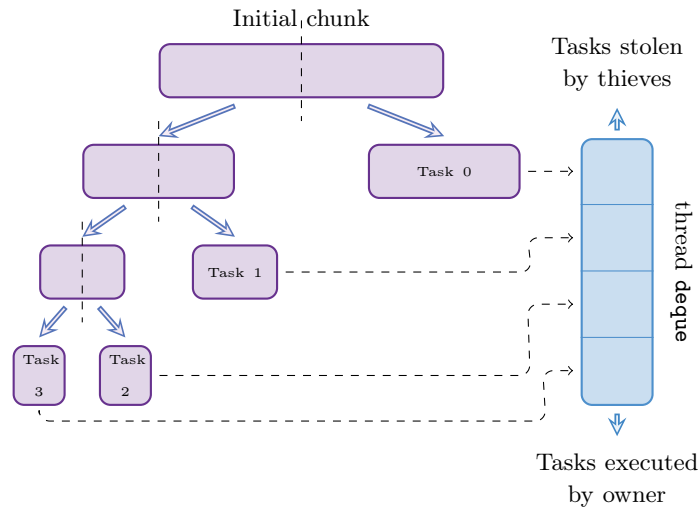 Initial chunk
Tasks stolen
by thieves
Task 0
Task 1
thread deque
Task
3
Task
2
Tasks executed
by owner